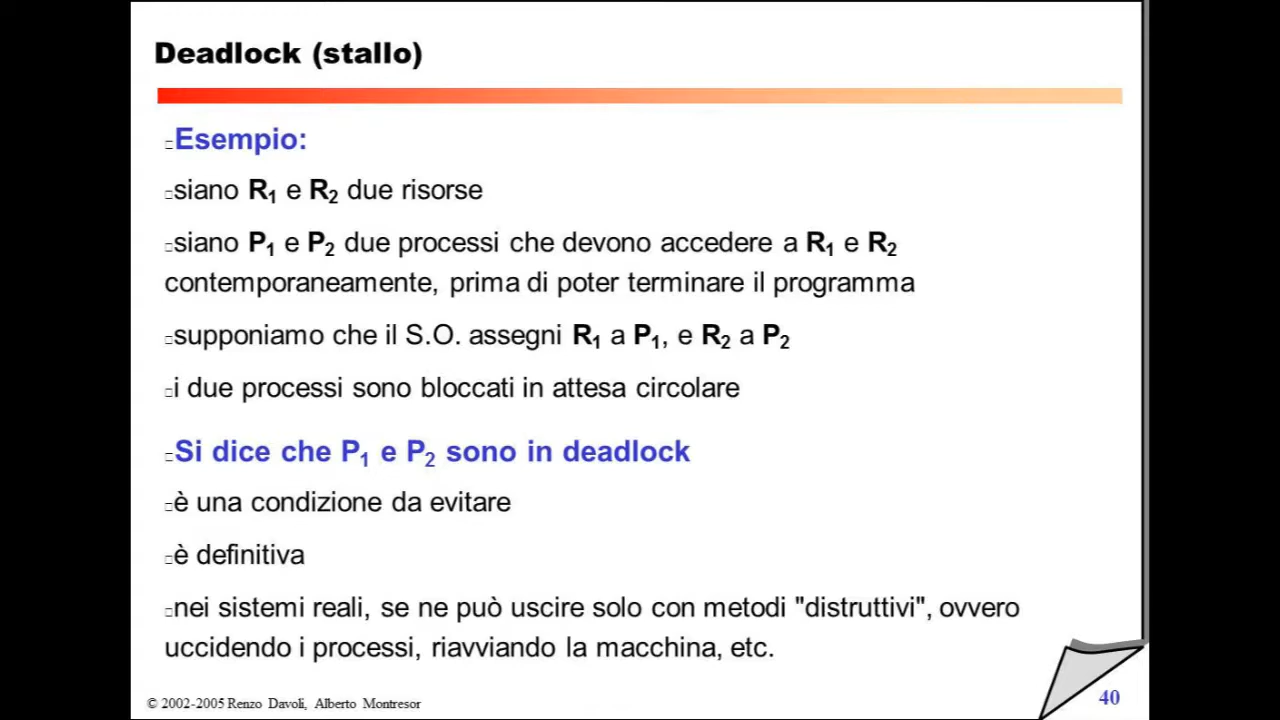 Deadlock (stallo)
Esempio:
siano R1 e R2 due risorse
siano P1 e P2 due processi che devono accedere a R1 e R2
contemporaneamente, prima di poter terminare il programma
supponiamo che il S.O. assegni R1 a P1, e R2 a P2
i due processi sono bloccati in attesa circolare
Si dice che P1 e P2 sono in deadlock
è una condizione da evitare
è definitiva
nei sistemi reali, se ne può uscire solo con metodi "distruttivi", ovvero
uccidendo i processi, riavviando la macchina, etc.
© 2002-2005 Renzo Davoli, Alberto Montresor
40